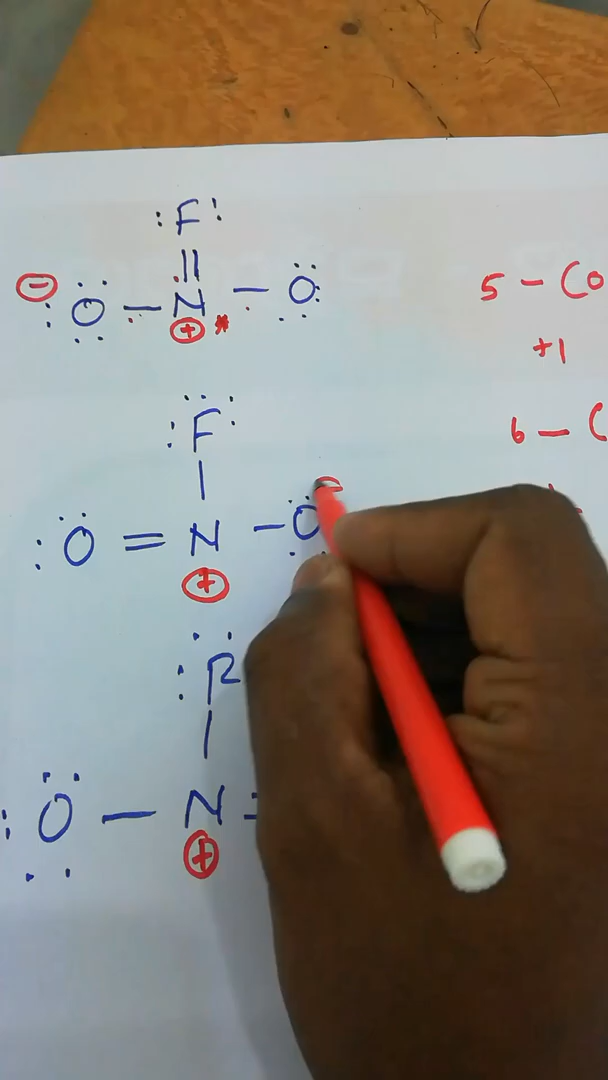 :F:
||
⊖ :O — N — O:
⊕ *
5 — Co
+1
:F:
|
:O = N — O
⊕
6 — (
:F
|
:O — N =
⊕